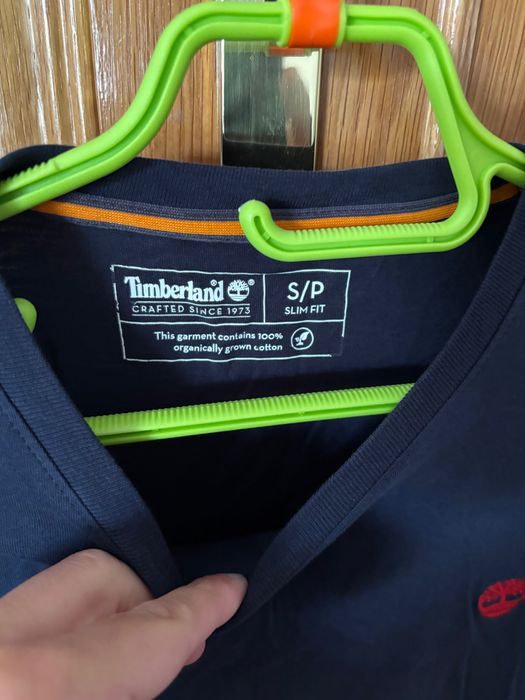 Timberland®
CRAFTED SINCE 1973
S/P
SLIM FIT
This garment contains 100%
organically grown cotton